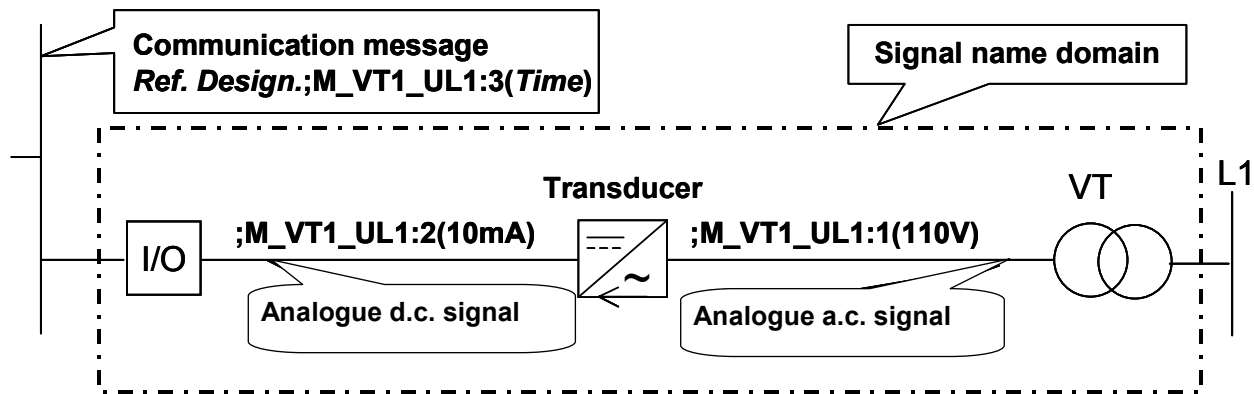 Communication message
Ref. Design.;M_VT1_UL1:3(Time)
Signal name domain
Transducer
VT
L1
I/O
;M_VT1_UL1:2(10mA)
;M_VT1_UL1:1(110V)
~
Analogue d.c. signal
Analogue a.c. signal